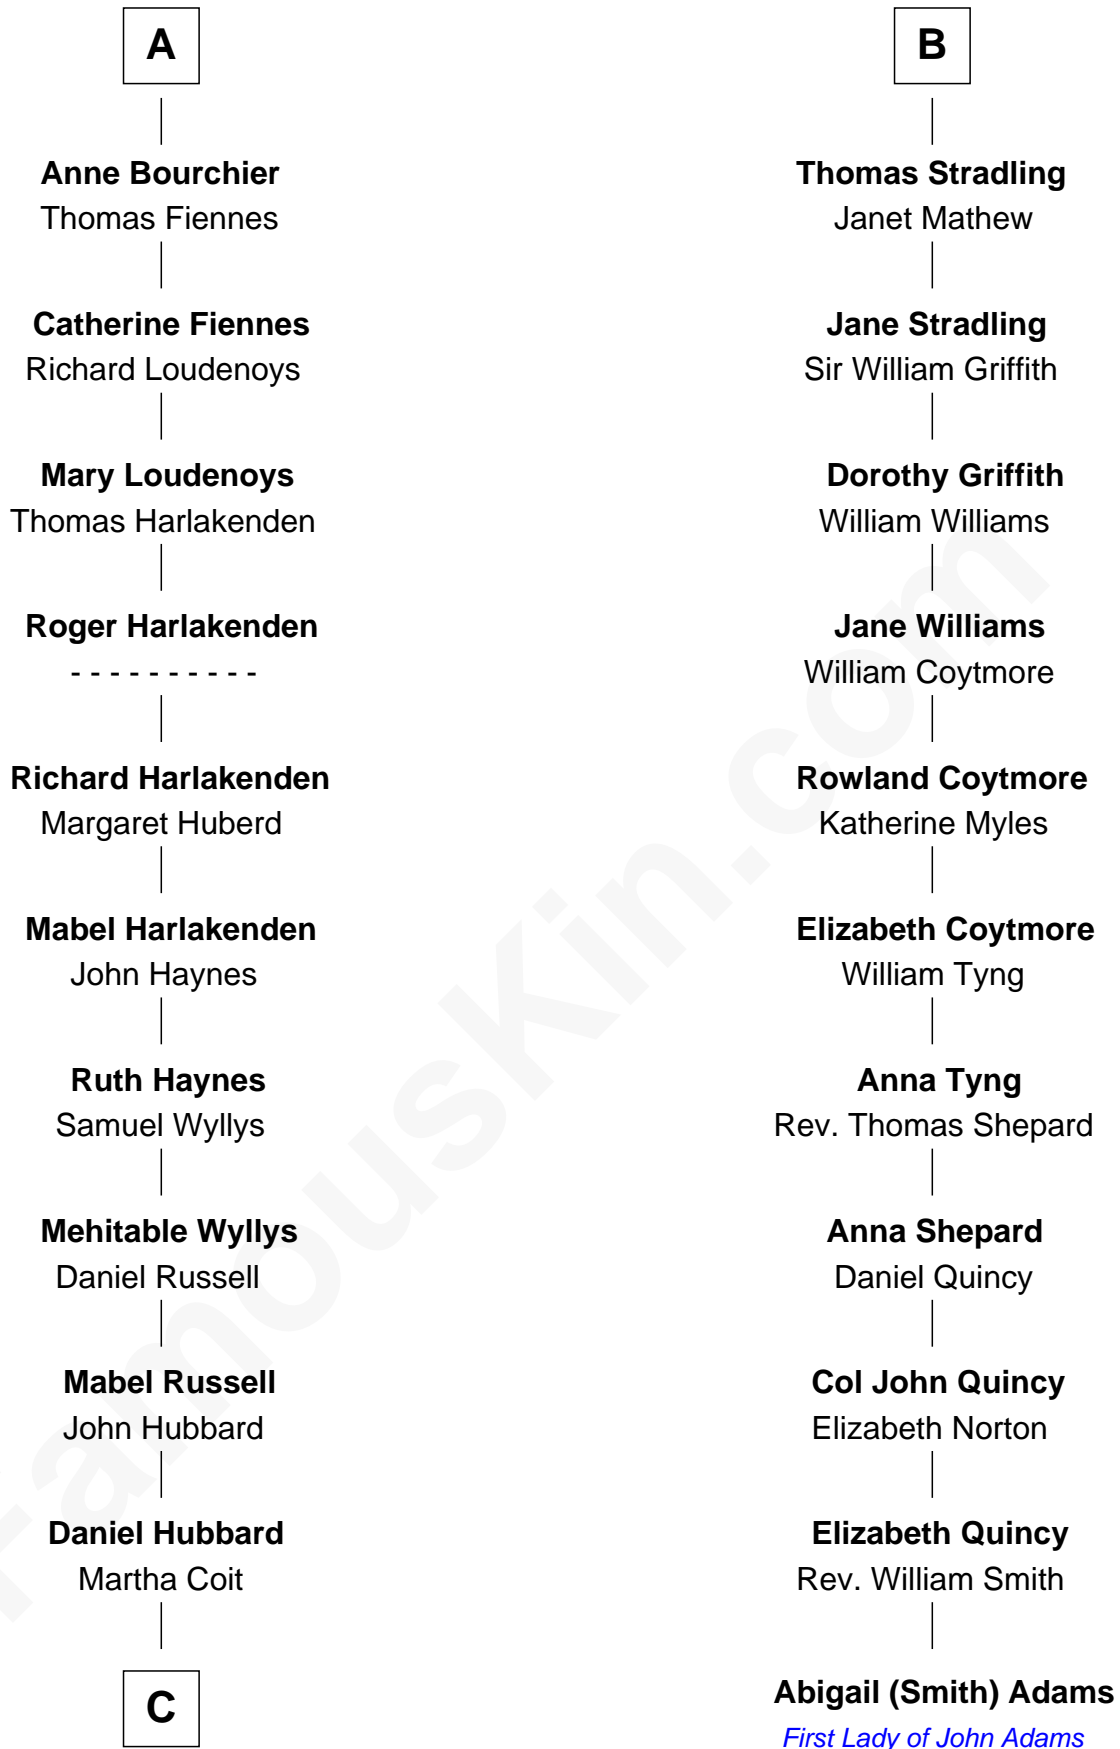 A
Anne Bourchier
Thomas Fiennes
Catherine Fiennes
Richard Loudenoys
Mary Loudenoys
Thomas Harlakenden
Roger Harlakenden
- - - - - - - - - -
Richard Harlakenden
Margaret Huberd
Mabel Harlakenden
John Haynes
Ruth Haynes
Samuel Wyllys
Mehitable Wyllys
Daniel Russell
Mabel Russell
John Hubbard
Daniel Hubbard
Martha Coit
C
B
Thomas Stradling
Janet Mathew
Jane Stradling
Sir William Griffith
Dorothy Griffith
William Williams
Jane Williams
William Coytmore
Rowland Coytmore
Katherine Myles
Elizabeth Coytmore
William Tyng
Anna Tyng
Rev. Thomas Shepard
Anna Shepard
Daniel Quincy
Col John Quincy
Elizabeth Norton
Elizabeth Quincy
Rev. William Smith
Abigail (Smith) Adams
First Lady of John Adams
FamousKin.com